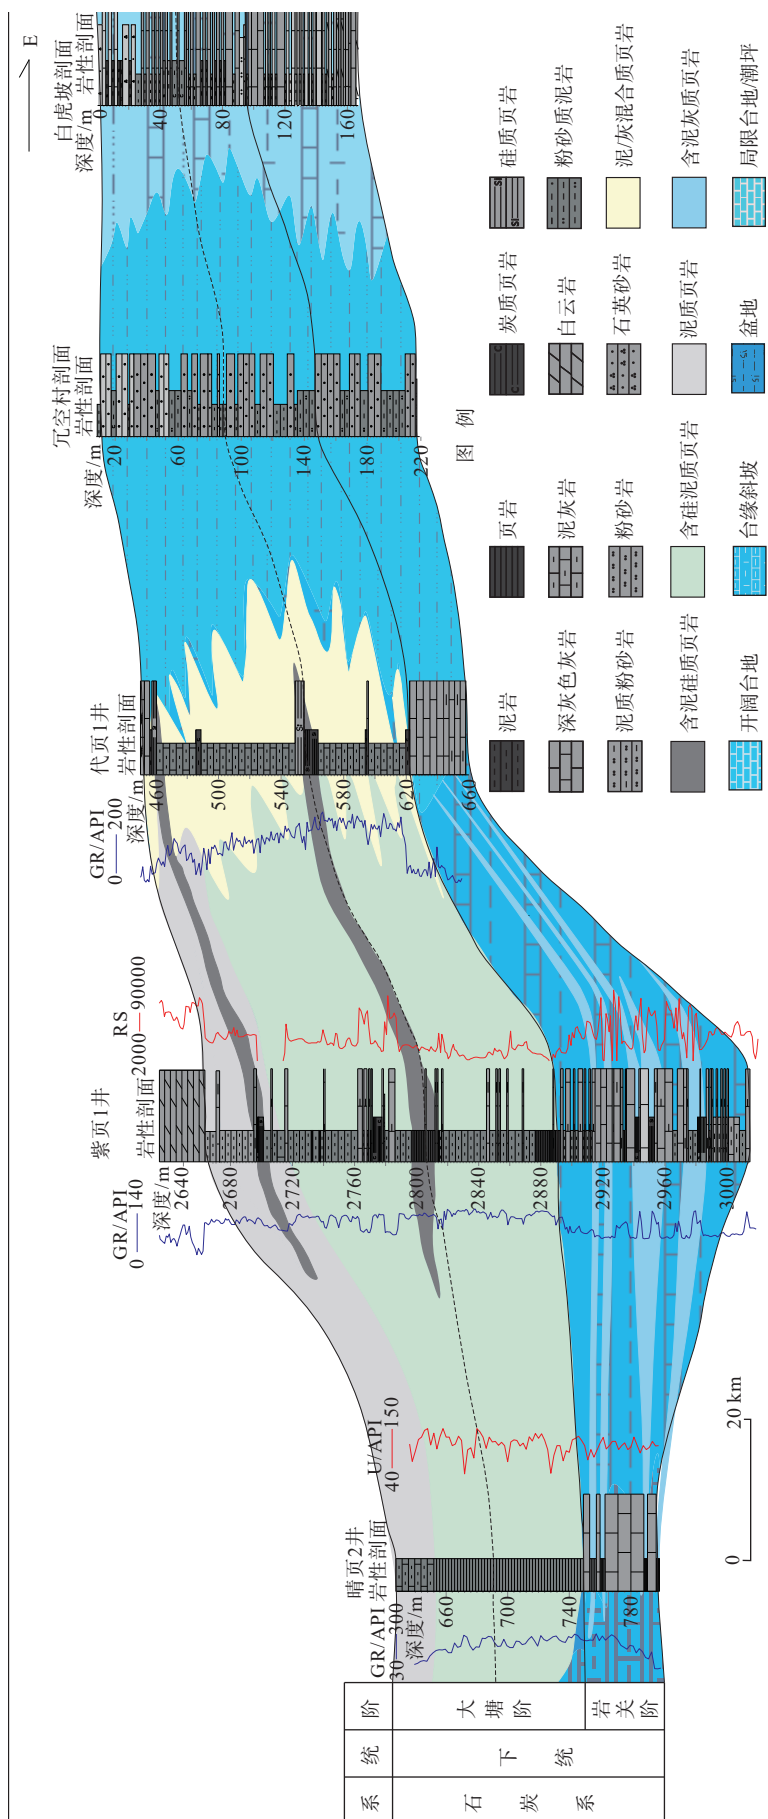 系 统 阶
石炭系 下统 大塘阶
岩关阶
GR/API
30 300
深度/m
660
700
740
780
晴页2井
岩性剖面
U/API
40 150
0 20 km
GR/API
0 140
深度/m
2640
2680
2720
2760
2800
2840
2880
2920
2960
3000
紫页1井
岩性剖面
RS
2000 90000
GR/API
0 200
深度/m
460
500
540
580
620
660
代页1井
岩性剖面
Si
深度/m
20
60
100
140
180
220
冗空村剖面
岩性剖面
白虎坡剖面
深度/m
岩性剖面
0
40
80
120
160
E
图 例
泥岩
页岩
C
C
炭质页岩
Si
Si
硅质页岩
深灰色灰岩
泥灰岩
白云岩
粉砂质泥岩
泥质粉砂岩
粉砂岩
石英砂岩
泥/灰混合质页岩
含泥硅质页岩
含硅泥质页岩
泥质页岩
含泥灰质页岩
开阔台地
台缘斜坡
Si
Si
盆地
局限台地/潮坪